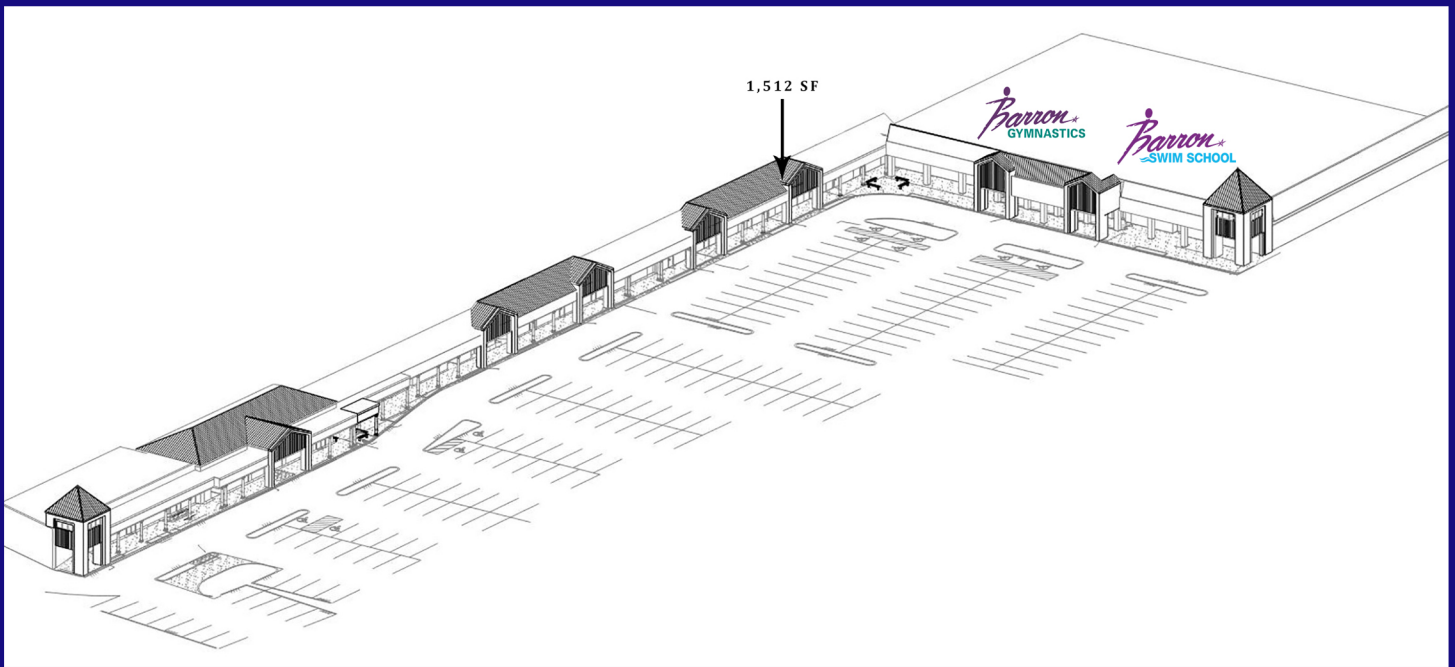 1,512 SF
Barron
GYMNASTICS
Barron
SWIM SCHOOL